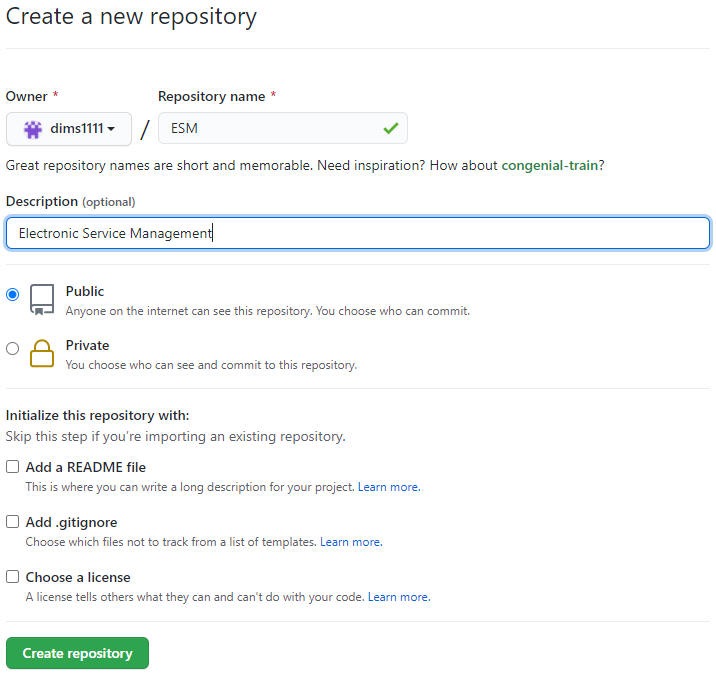 Create a new repository
Owner * Repository name *
dims1111 / ESM
Great repository names are short and memorable. Need inspiration? How about congenial-train?
Description (optional)
Electronic Service Management
Public
Anyone on the internet can see this repository. You choose who can commit.
Private
You choose who can see and commit to this repository.
Initialize this repository with:
Skip this step if you're importing an existing repository.
Add a README file
This is where you can write a long description for your project. Learn more.
Add .gitignore
Choose which files not to track from a list of templates. Learn more.
Choose a license
A license tells others what they can and can't do with your code. Learn more.
Create repository